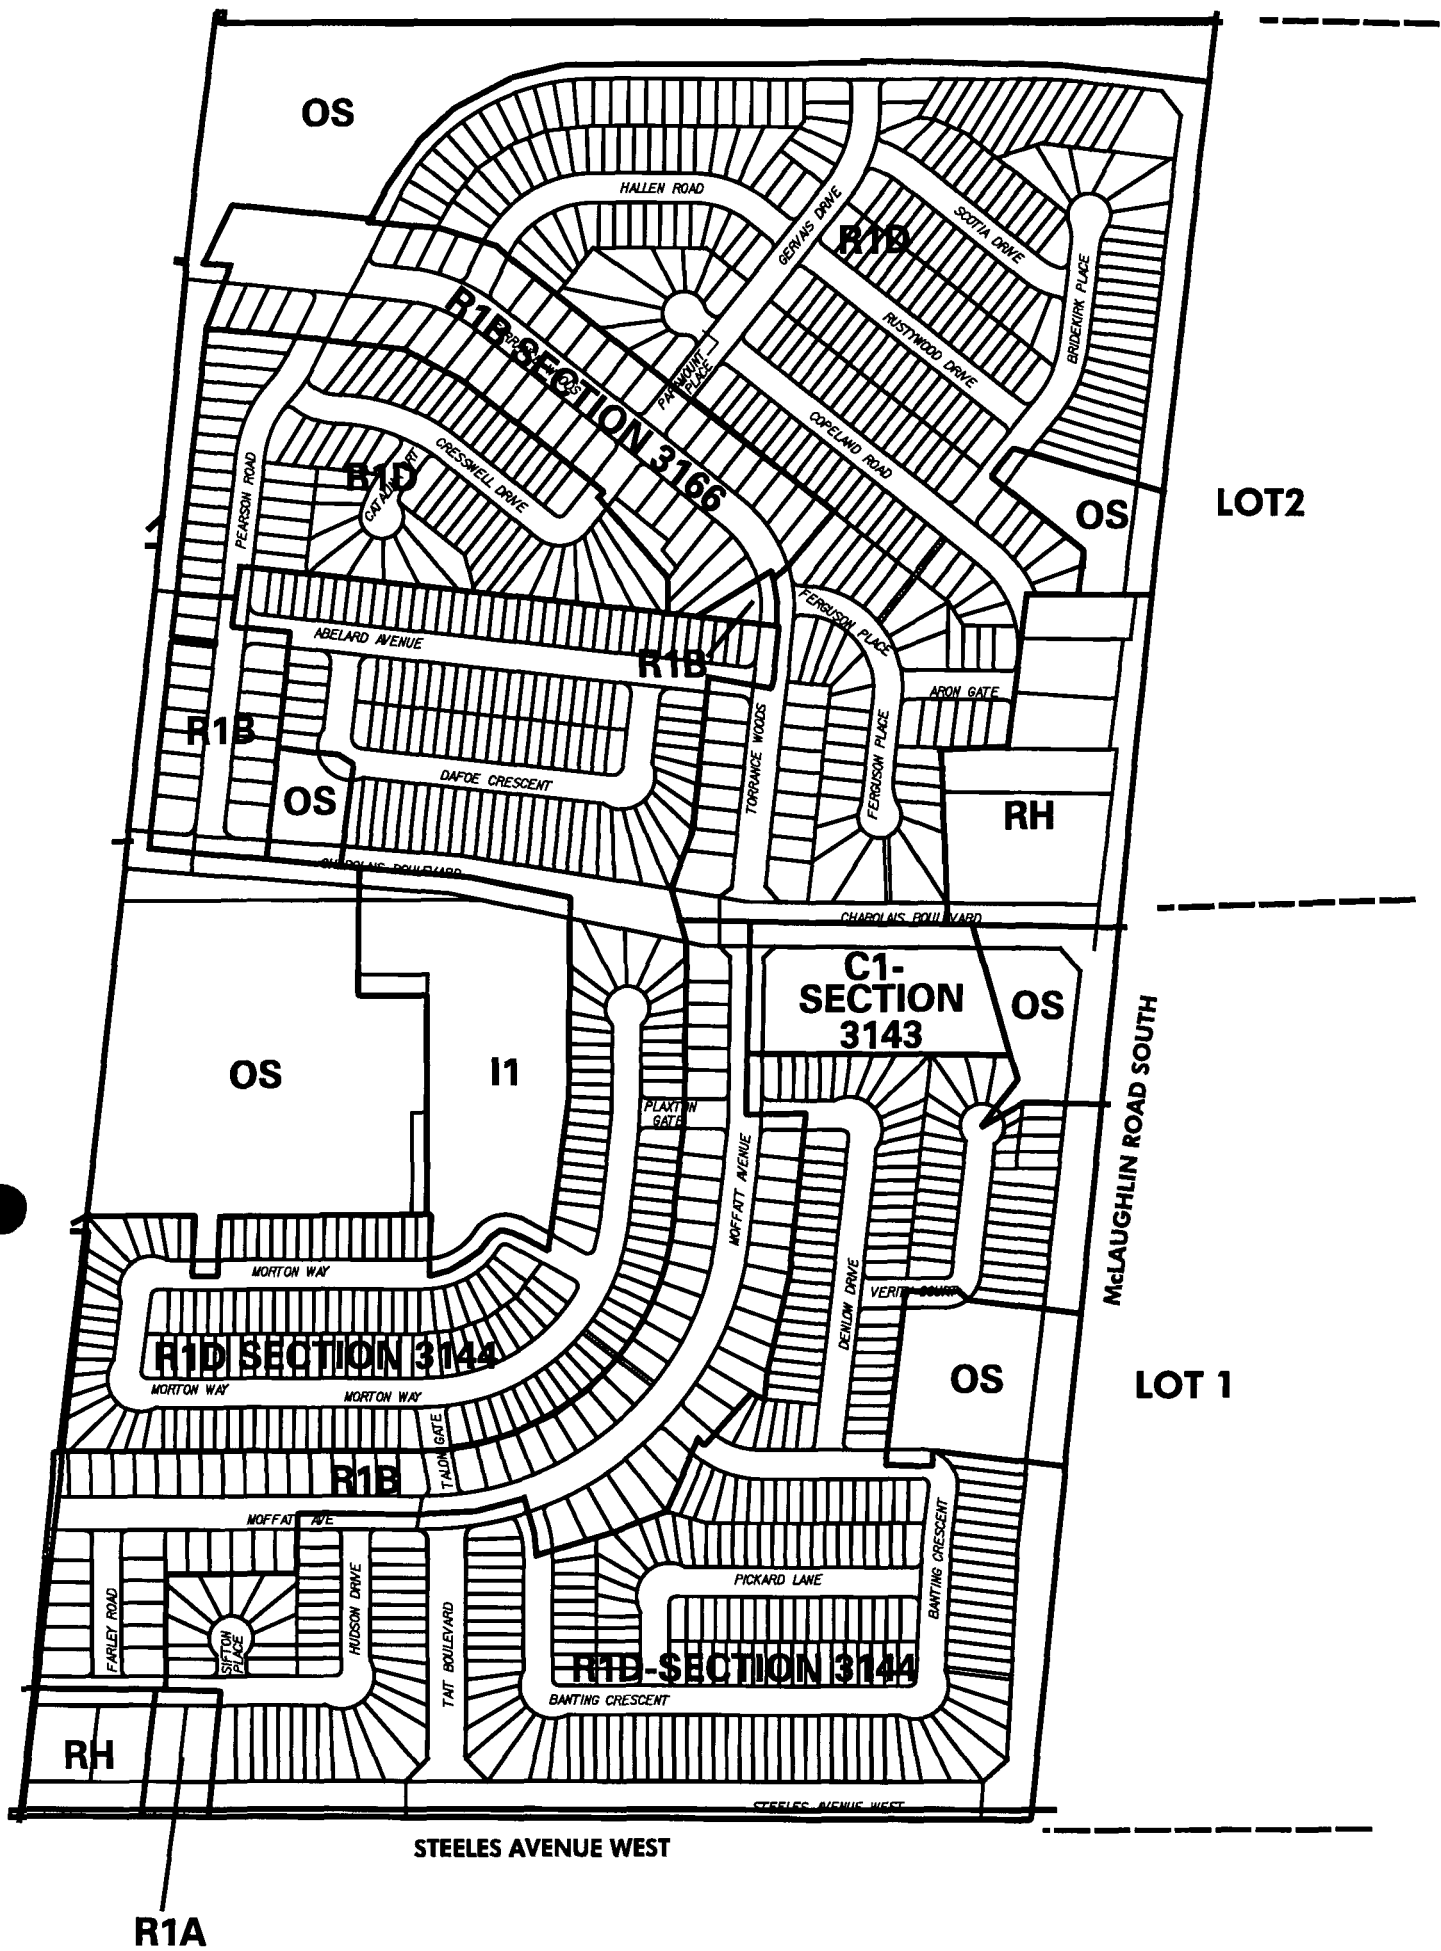 OS
HALLEN ROAD
GERVAIS DRIVE
R1D
SCOTIA DRIVE
BRIDEKIRK PLACE
R1B SECTION 3166
RUSTYWOOD DRIVE
PARAMOUNT
PLACE
COPELAND ROAD
CRESSWELL DRIVE
R1D
PEARSON ROAD
OS
LOT2
FERGUSON PLACE
ABELARD AVENUE
R1B
ARON GATE
TORRANCE WOODS
FERGUSON PLACE
R1B
DAFOE CRESCENT
OS
RH
CHAROLAIS BOULEVARD
CHAROLAIS BOULEVARD
C1-
SECTION
3143
OS
OS
I1
McLAUGHLIN ROAD SOUTH
PLAXTON
GATE
MOFFATT AVENUE
DENLOW DRIVE
MORTON WAY
VERITY COURT
R1D SECTION 3144
MORTON WAY
MORTON WAY
OS
LOT 1
TALON GATE
R1B
MOFFATT AVE
BANTING CRESCENT
PICKARD LANE
FARLEY ROAD
SIFTON
PLACE
HUDSON DRIVE
TAIT BOULEVARD
R1D-SECTION 3144
BANTING CRESCENT
RH
STEELES AVENUE WEST
STEELES AVENUE WEST
R1A